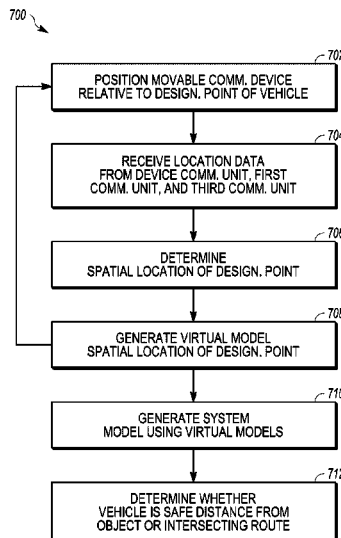 700
702
POSITION MOVABLE COMM. DEVICE
RELATIVE TO DESIGN. POINT OF VEHICLE
704
RECEIVE LOCATION DATA
FROM DEVICE COMM. UNIT, FIRST
COMM. UNIT, AND THIRD COMM. UNIT
706
DETERMINE
SPATIAL LOCATION OF DESIGN. POINT
708
GENERATE VIRTUAL MODEL
SPATIAL LOCATION OF DESIGN. POINT
710
GENERATE SYSTEM
MODEL USING VIRTUAL MODELS
712
DETERMINE WHETHER
VEHICLE IS SAFE DISTANCE FROM
OBJECT OR INTERSECTING ROUTE